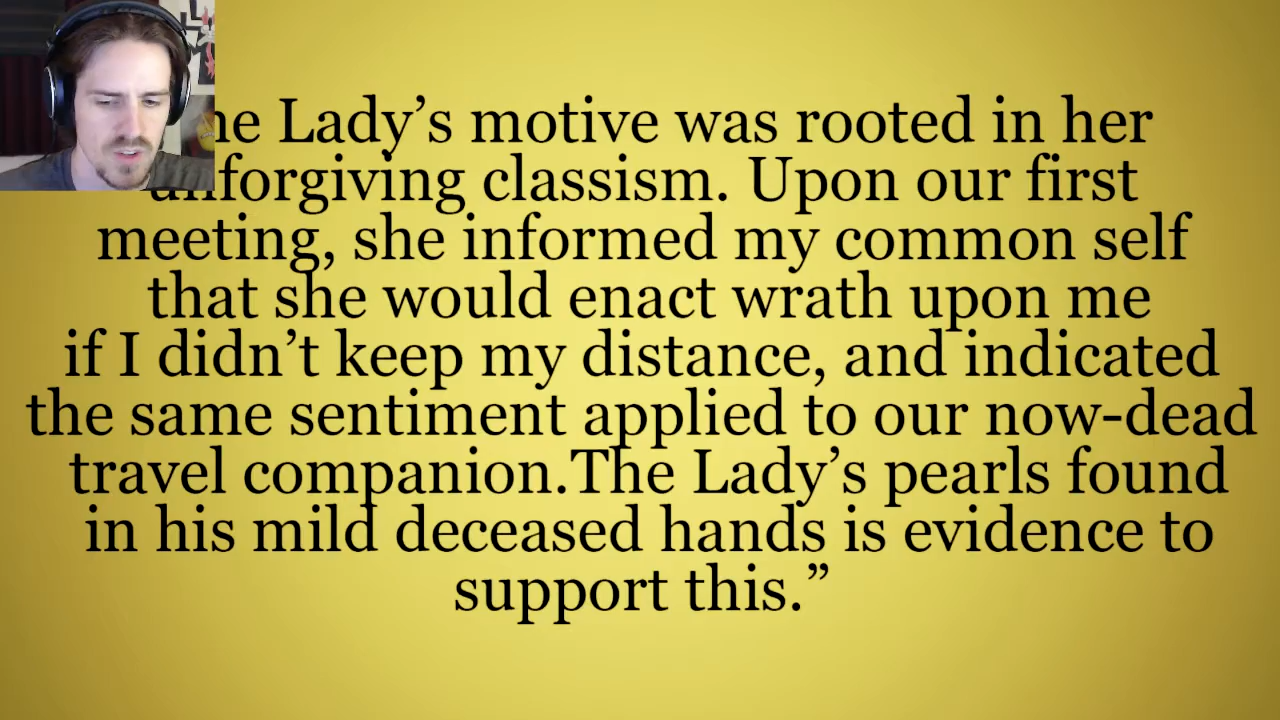 he Lady’s motive was rooted in her
unforgiving classism. Upon our first
meeting, she informed my common self
that she would enact wrath upon me
if I didn’t keep my distance, and indicated
the same sentiment applied to our now-dead
travel companion.The Lady’s pearls found
in his mild deceased hands is evidence to
support this.”